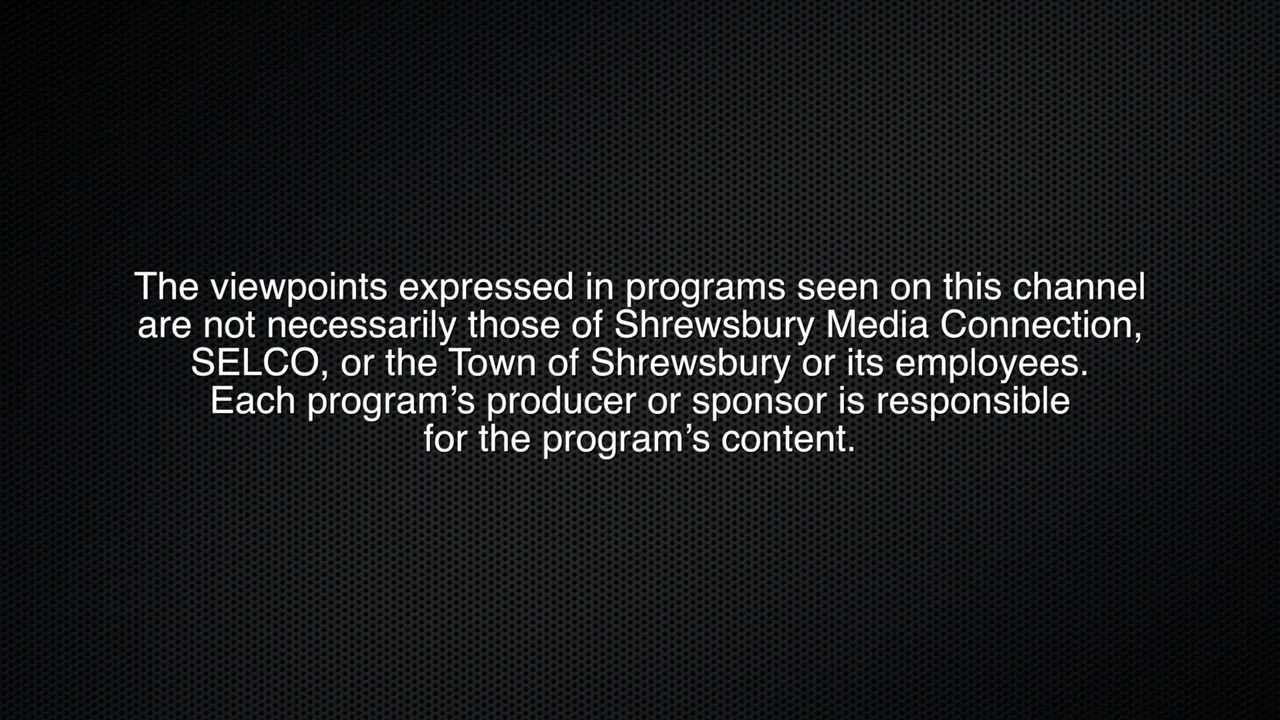 The viewpoints expressed in programs seen on this channel
are not necessarily those of Shrewsbury Media Connection,
SELCO, or the Town of Shrewsbury or its employees.
Each program’s producer or sponsor is responsible
for the program’s content.